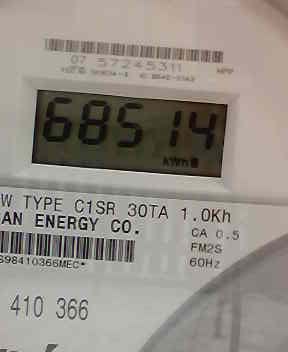 07 57245311
68514
kWh
W TYPE C1SR 30TA 1.0Kh
AN ENERGY CO.
CA 0.5
FM2S
60Hz
S98410366MEC*
410 366